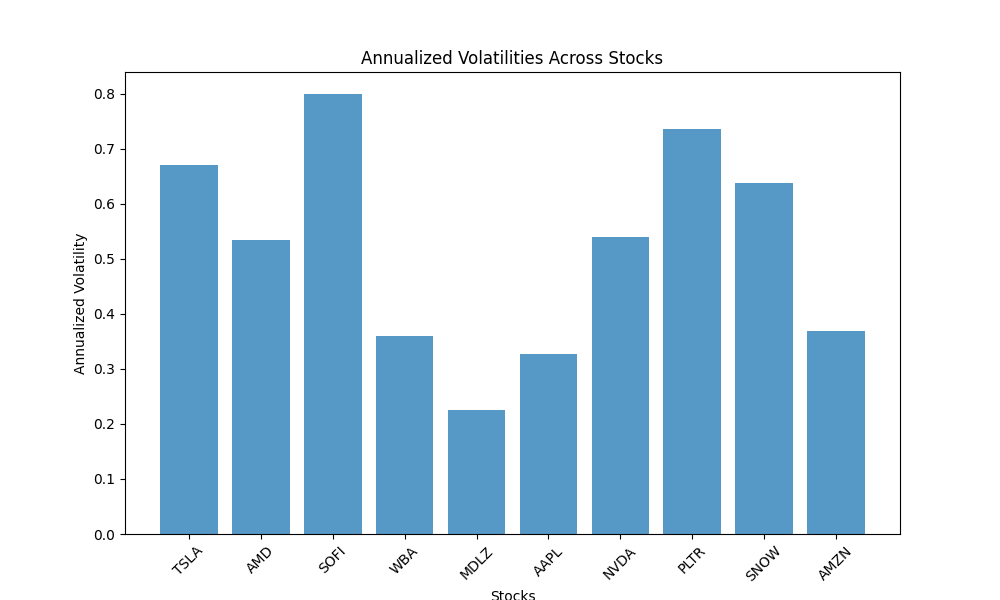 Annualized Volatilities Across Stocks
Annualized Volatility
0.8
0.7
0.6
0.5
0.4
0.3
0.2
0.1
0.0
TSLA
AMD
SOFI
WBA
MDLZ
AAPL
NVDA
PLTR
SNOW
AMZN
Stocks